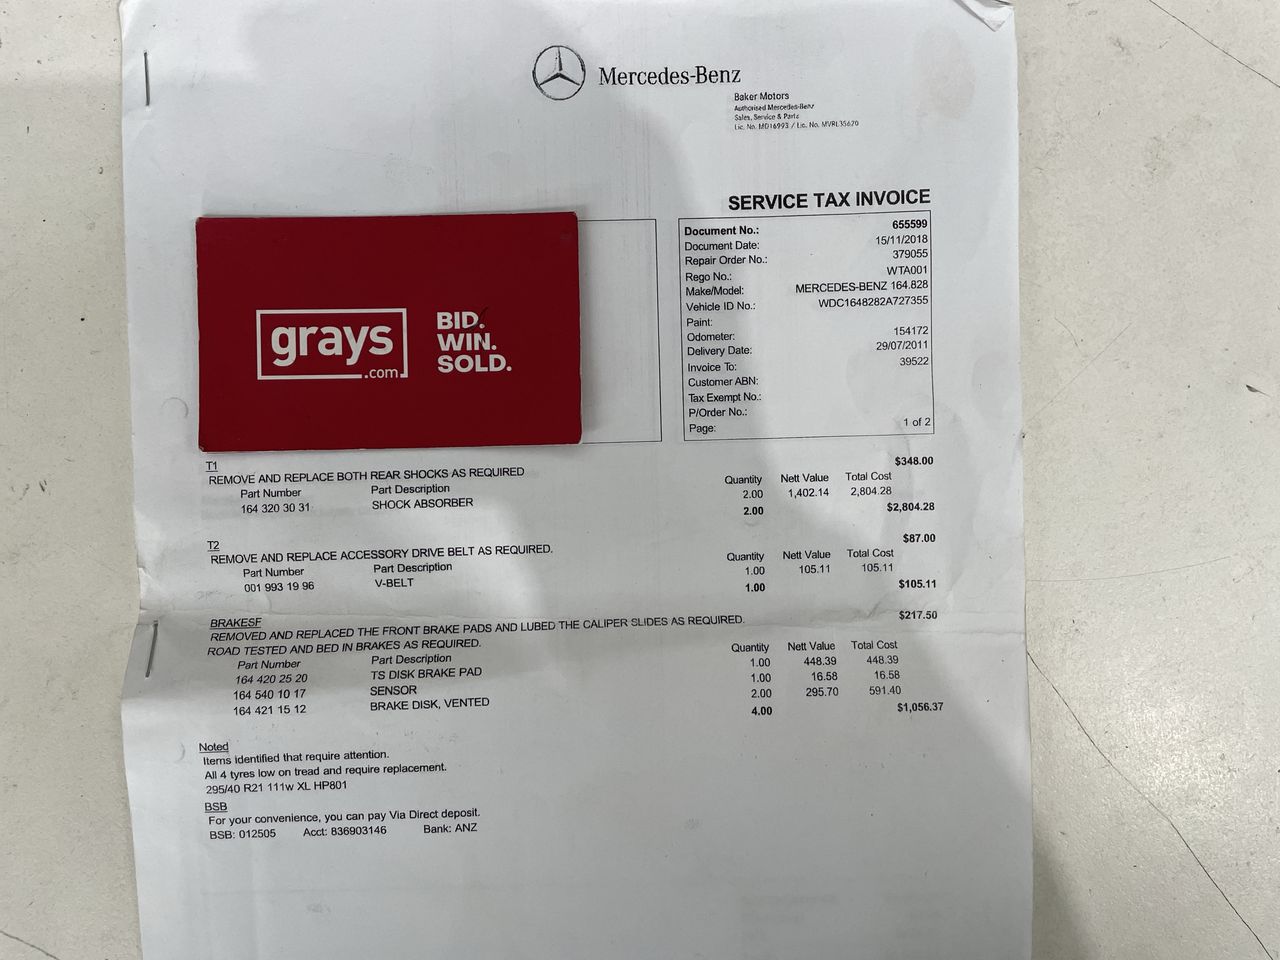 Mercedes-Benz
Baker Motors
Authorised Mercedes-Benz
Sales, Service & Parts
Lic. No. MD16993 / Lic. No. MVRL35620
SERVICE TAX INVOICE
Document No.: 655599
Document Date: 15/11/2018
Repair Order No.: 379055
Rego No.: WTA001
Make/Model: MERCEDES-BENZ 164.828
Vehicle ID No.: WDC1648282A727355
Paint:
Odometer: 154172
Delivery Date: 29/07/2011
Invoice To: 39522
Customer ABN:
Tax Exempt No.:
P/Order No.:
Page: 1 of 2
grays
.com
BID.
WIN.
SOLD.
T1 $348.00
REMOVE AND REPLACE BOTH REAR SHOCKS AS REQUIRED
Part Number Part Description Quantity Nett Value Total Cost
164 320 30 31 SHOCK ABSORBER 2.00 1,402.14 2,804.28
2.00 $2,804.28
T2 $87.00
REMOVE AND REPLACE ACCESSORY DRIVE BELT AS REQUIRED.
Part Number Part Description Quantity Nett Value Total Cost
001 993 19 96 V-BELT 1.00 105.11 105.11
1.00 $105.11
BRAKESF $217.50
REMOVED AND REPLACED THE FRONT BRAKE PADS AND LUBED THE CALIPER SLIDES AS REQUIRED.
ROAD TESTED AND BED IN BRAKES AS REQUIRED.
Part Number Part Description Quantity Nett Value Total Cost
164 420 25 20 TS DISK BRAKE PAD 1.00 448.39 448.39
164 540 10 17 SENSOR 1.00 16.58 16.58
164 421 15 12 BRAKE DISK, VENTED 2.00 295.70 591.40
4.00 $1,056.37
Noted
Items identified that require attention.
All 4 tyres low on tread and require replacement.
295/40 R21 111w XL HP801
BSB
For your convenience, you can pay Via Direct deposit.
BSB: 012505 Acct: 836903146 Bank: ANZ